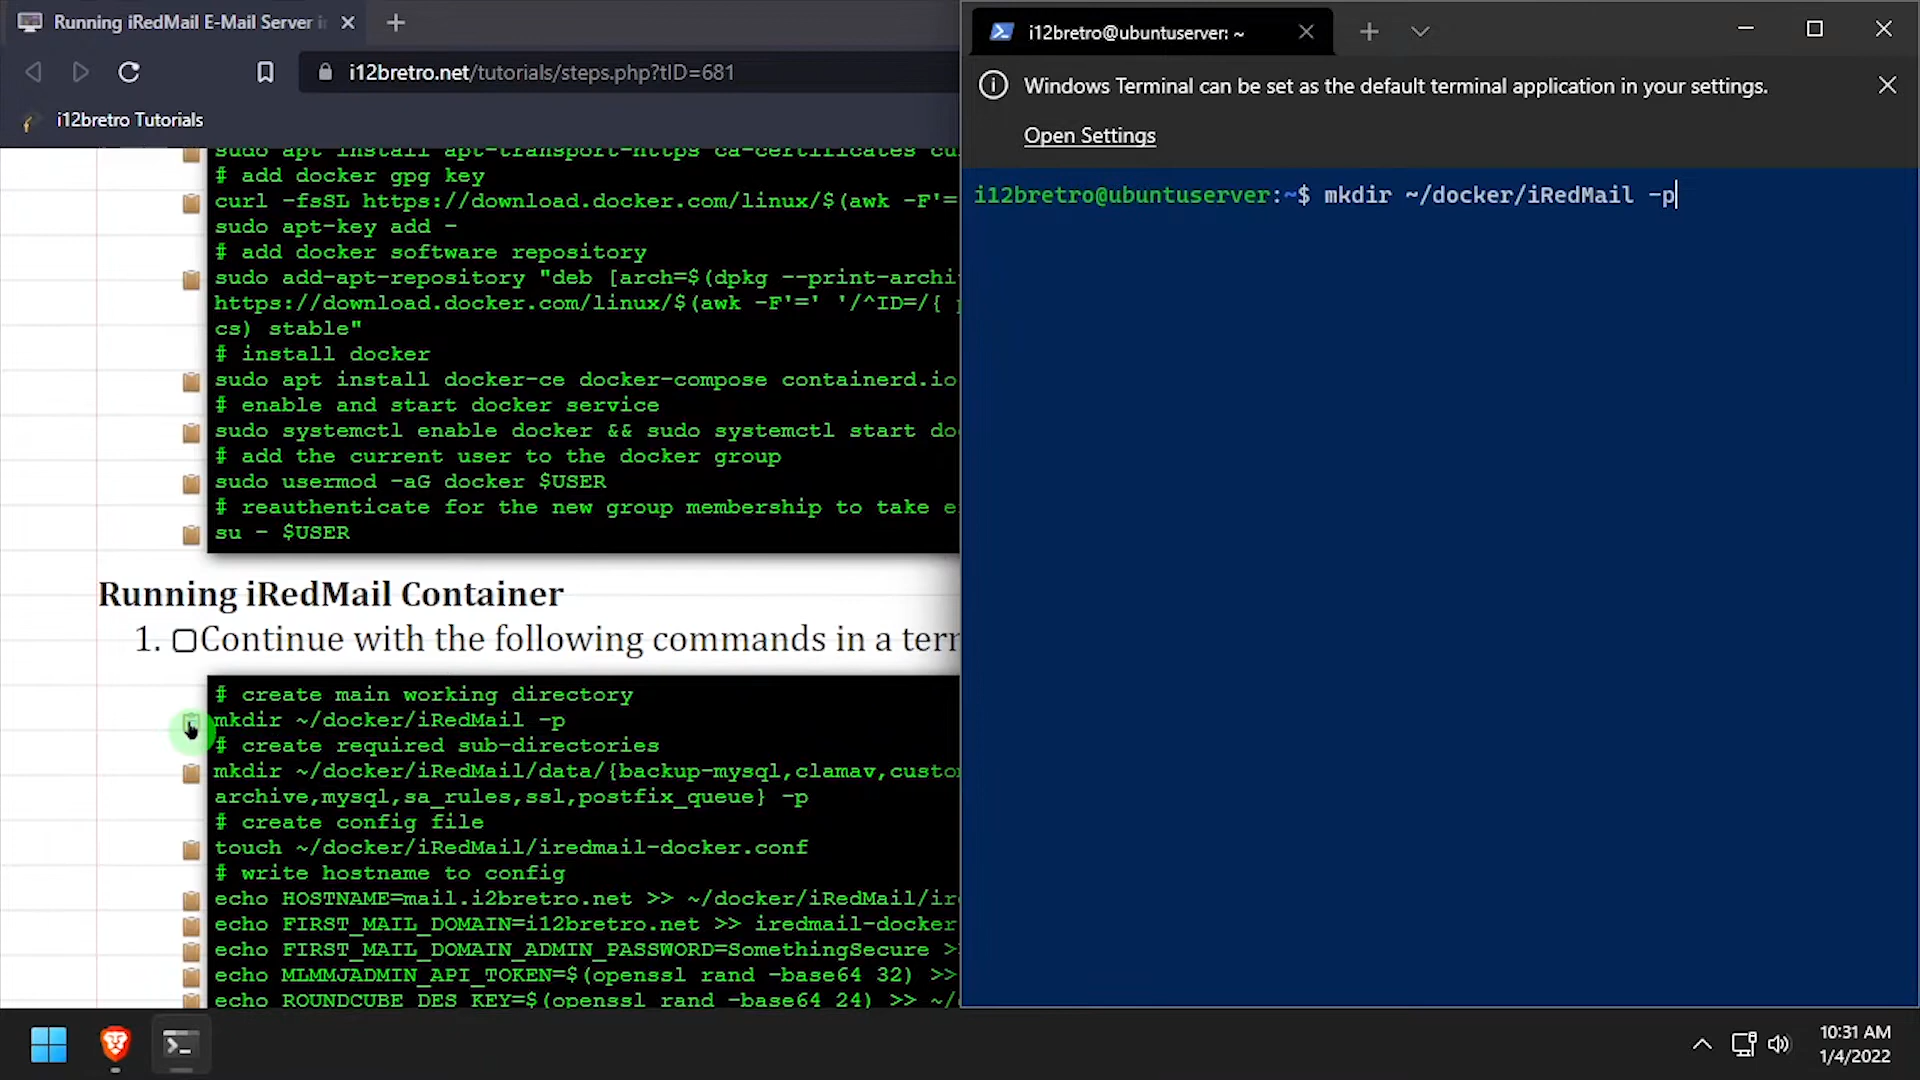 Running iRedMail E-Mail Server i
i12bretro.net/tutorials/steps.php?tID=681
i12bretro Tutorials
sudo apt install apt-transport-https ca-certificates cu
# add docker gpg key
curl -fsSL https://download.docker.com/linux/$(awk -F'=
sudo apt-key add -
# add docker software repository
sudo add-apt-repository "deb [arch=$(dpkg --print-archi
https://download.docker.com/linux/$(awk -F'=' '/^ID=/{ p
cs) stable"
# install docker
sudo apt install docker-ce docker-compose containerd.io
# enable and start docker service
sudo systemctl enable docker && sudo systemctl start do
# add the current user to the docker group
sudo usermod -aG docker $USER
# reauthenticate for the new group membership to take e
su - $USER
Running iRedMail Container
1. Continue with the following commands in a ter
# create main working directory
mkdir ~/docker/iRedMail -p
# create required sub-directories
mkdir ~/docker/iRedMail/data/{backup-mysql,clamav,custo
archive,mysql,sa_rules,ssl,postfix_queue} -p
# create config file
touch ~/docker/iRedMail/iredmail-docker.conf
# write hostname to config
echo HOSTNAME=mail.i2bretro.net >> ~/docker/iRedMail/ir
echo FIRST_MAIL_DOMAIN=i12bretro.net >> iredmail-docker
echo FIRST_MAIL_DOMAIN_ADMIN_PASSWORD=SomethingSecure >
echo MLMMJADMIN_API_TOKEN=$(openssl rand -base64 32) >>
echo ROUNDCUBE_DES_KEY=$(openssl rand -base64 24) >> ~/
i12bretro@ubuntuserver: ~
Windows Terminal can be set as the default terminal application in your settings.
Open Settings
i12bretro@ubuntuserver:~$ mkdir ~/docker/iRedMail -p
10:31 AM
1/4/2022